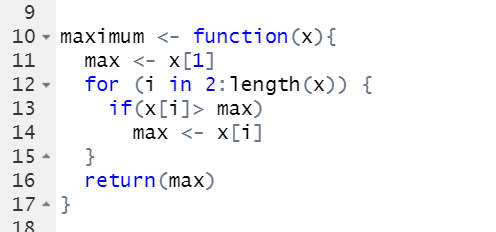 9
10 maximum <- function(x){
11   max <- x[1]
12   for (i in 2:length(x)) {
13     if(x[i]> max)
14       max <- x[i]
15   }
16   return(max)
17 }
18